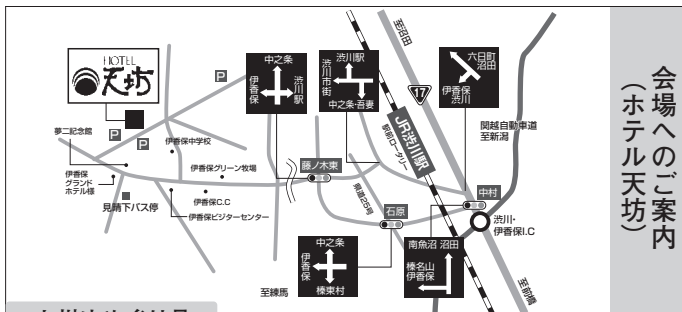 会場へのご案内
（ホテル天坊）
HOTEL
天坊
P
P
P
夢二記念館
伊香保
グランド
ホテル様
見晴下バス停
伊香保中学校
伊香保グリーン牧場
伊香保C.C
伊香保ビジターセンター
中之条
伊香保
渋川駅
藤ノ木東
渋川駅
渋川市街
中之条・吾妻
駅前ロータリー
JR渋川駅
県道25号
至沼田
17
六日町
沼田
伊香保
渋川
関越自動車道
至新潟
中村
渋川・
伊香保I.C
石原
中之条
伊香保
榛東村
至練馬
南魚沼 沼田
榛名山
伊香保
至前橋